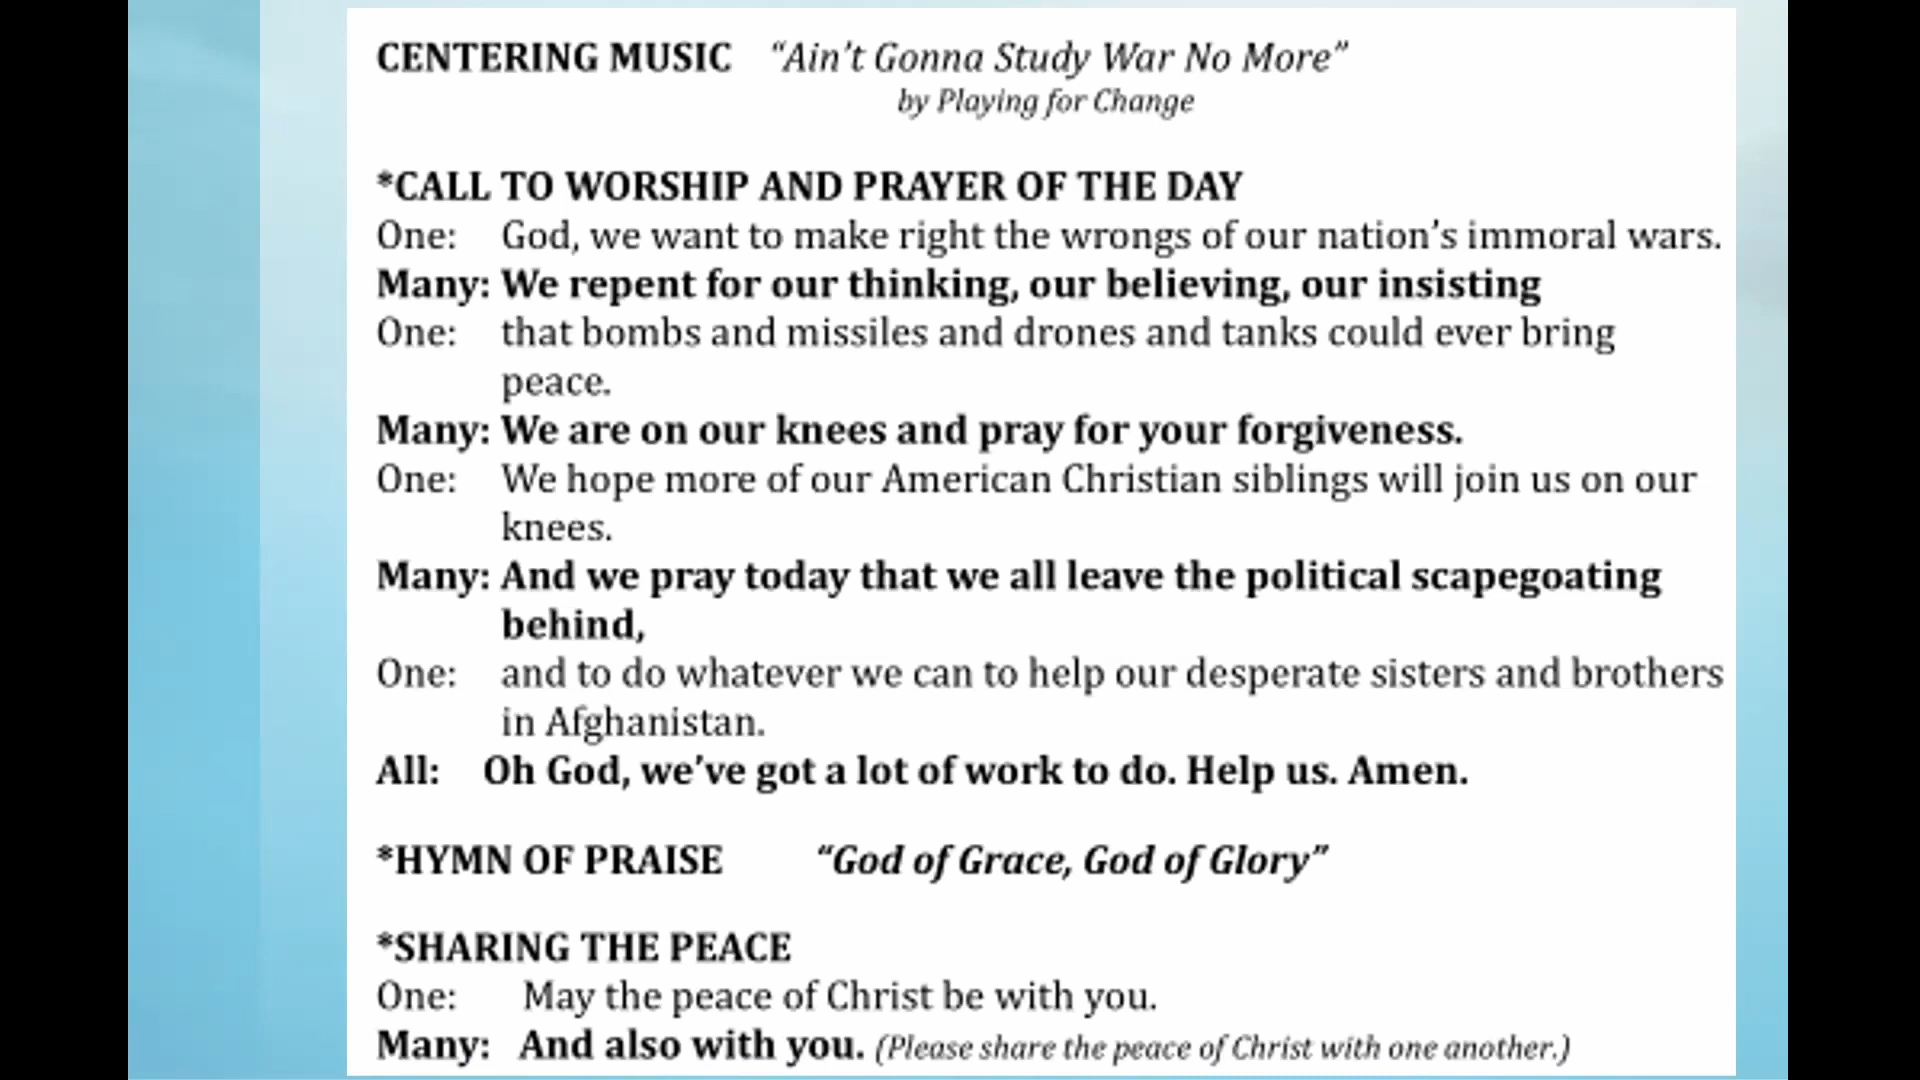 CENTERING MUSIC “Ain’t Gonna Study War No More”
by Playing for Change
*CALL TO WORSHIP AND PRAYER OF THE DAY
One: God, we want to make right the wrongs of our nation’s immoral wars.
Many: We repent for our thinking, our believing, our insisting
One: that bombs and missiles and drones and tanks could ever bring
peace.
Many: We are on our knees and pray for your forgiveness.
One: We hope more of our American Christian siblings will join us on our
knees.
Many: And we pray today that we all leave the political scapegoating
behind,
One: and to do whatever we can to help our desperate sisters and brothers
in Afghanistan.
All: Oh God, we’ve got a lot of work to do. Help us. Amen.
*HYMN OF PRAISE “God of Grace, God of Glory”
*SHARING THE PEACE
One: May the peace of Christ be with you.
Many: And also with you. (Please share the peace of Christ with one another.)